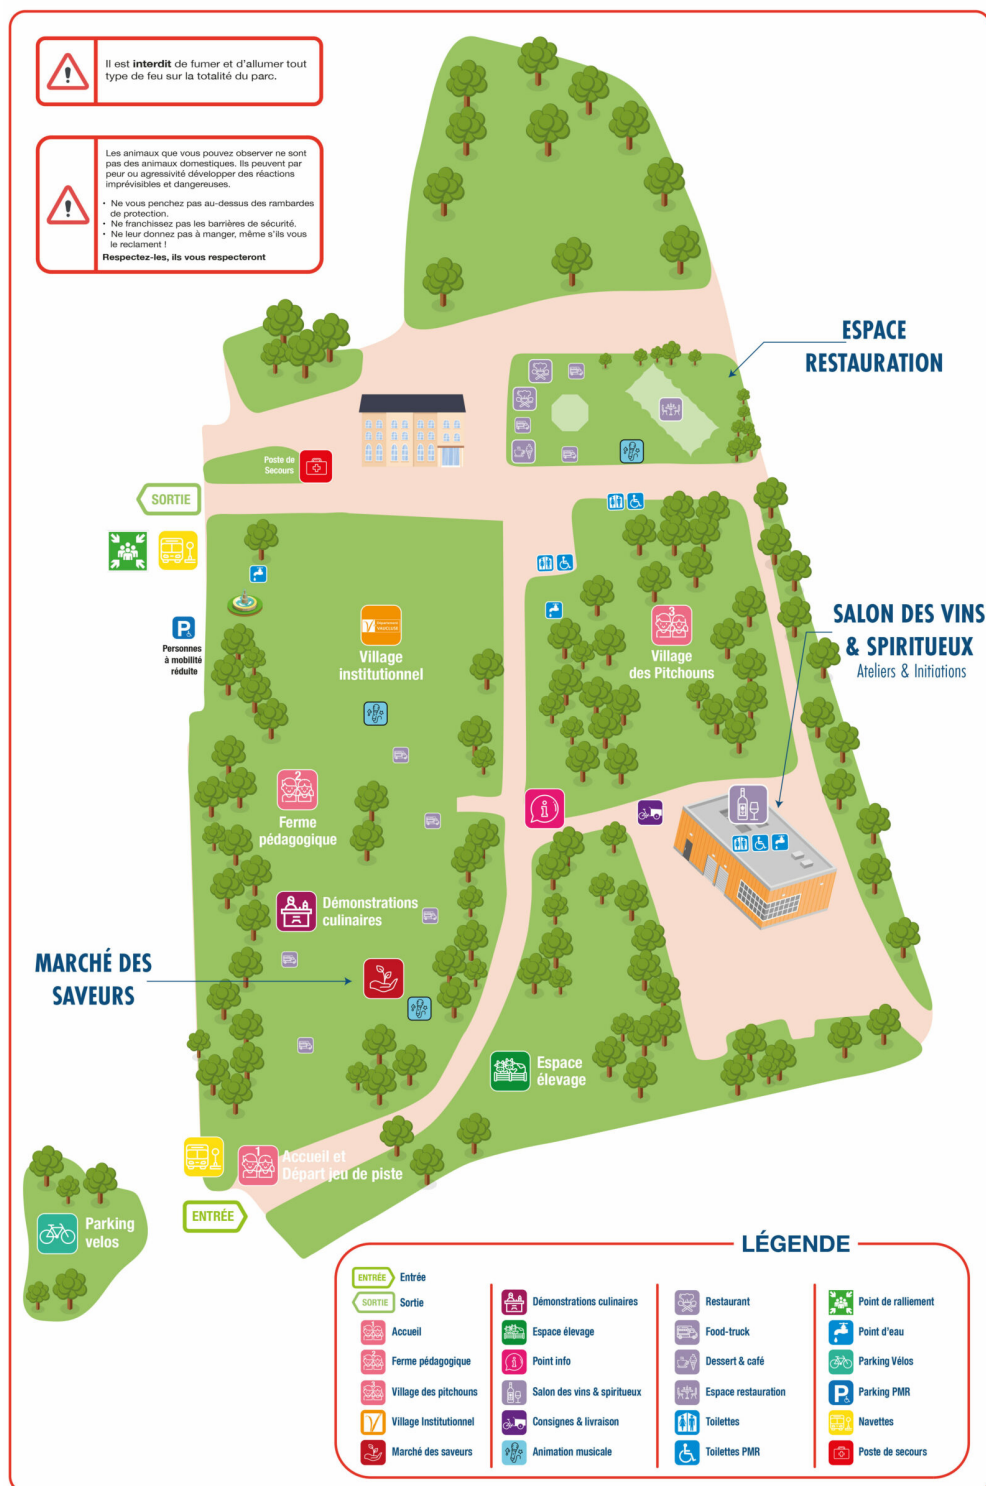 Il est interdit de fumer et d'allumer tout
type de feu sur la totalité du parc.
Les animaux que vous pouvez observer ne sont
pas des animaux domestiques. Ils peuvent par
peur ou agressivité développer des réactions
imprévisibles et dangereuses.
• Ne vous penchez pas au-dessus des rambardes
de protection.
• Ne franchissez pas les barrières de sécurité.
• Ne leur donnez pas à manger, même s'ils vous
le reclament !
Respectez-les, ils vous respecteront
ESPACE
RESTAURATION
Poste de
Secours
SORTIE
P
Personnes
à mobilité
réduite
Village
institutionnel
3
Village
des Pitchouns
SALON DES VINS
& SPIRITUEUX
Ateliers & Initiations
2
Ferme
pédagogique
Démonstrations
culinaires
MARCHÉ DES
SAVEURS
Espace
élevage
1
Accueil et
Départ jeu de piste
ENTRÉE
Parking
velos
LÉGENDE
ENTRÉE Entrée
SORTIE Sortie
1 Accueil
2 Ferme pédagogique
3 Village des pitchouns
Village Institutionnel
Marché des saveurs
Démonstrations culinaires
Espace élevage
Point info
Salon des vins & spiritueux
Consignes & livraison
Animation musicale
Restaurant
Food-truck
Dessert & café
Espace restauration
Toilettes
Toilettes PMR
Point de ralliement
Point d'eau
Parking Vélos
P Parking PMR
Navettes
Poste de secours